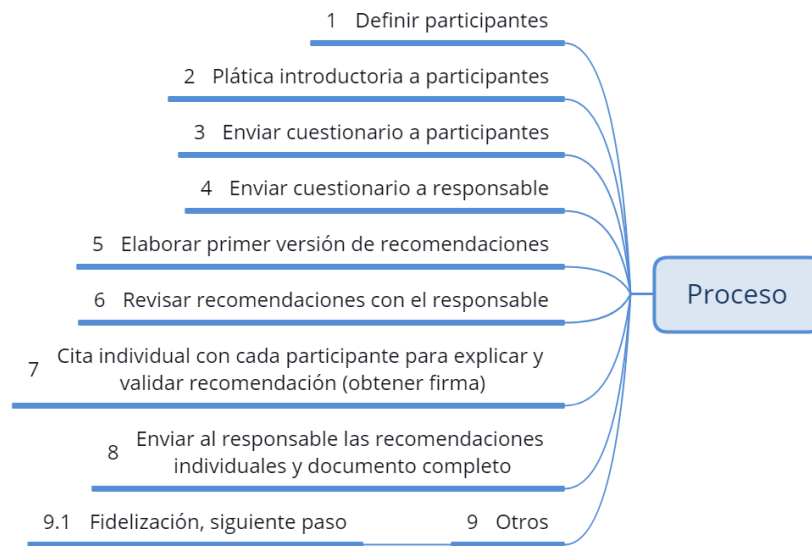 1 Definir participantes
2 Plática introductoria a participantes
3 Enviar cuestionario a participantes
4 Enviar cuestionario a responsable
5 Elaborar primer versión de recomendaciones
6 Revisar recomendaciones con el responsable
7 Cita individual con cada participante para explicar y
validar recomendación (obtener firma)
8 Enviar al responsable las recomendaciones
individuales y documento completo
9.1 Fidelización, siguiente paso
9 Otros
Proceso